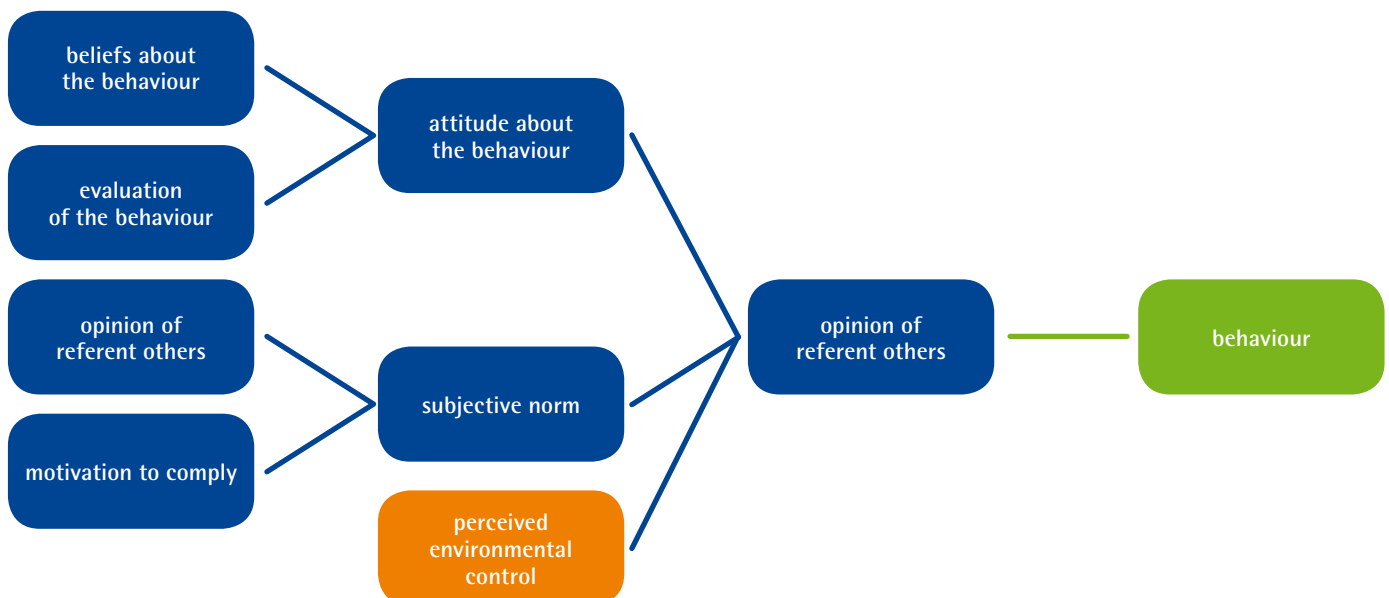 beliefs about
the behaviour
evaluation
of the behaviour
opinion of
referent others
motivation to comply
attitude about
the behaviour
subjective norm
perceived
environmental
control
opinion of
referent others
behaviour